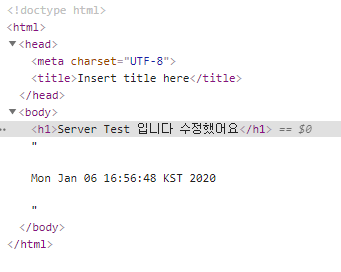 <!doctype html>
<html>
▼<head>
<meta charset="UTF-8">
<title>Insert title here</title>
</head>
▼<body>
<h1>Server Test 입니다 수정했어요</h1> == $0
"
Mon Jan 06 16:56:48 KST 2020
"
</body>
</html>